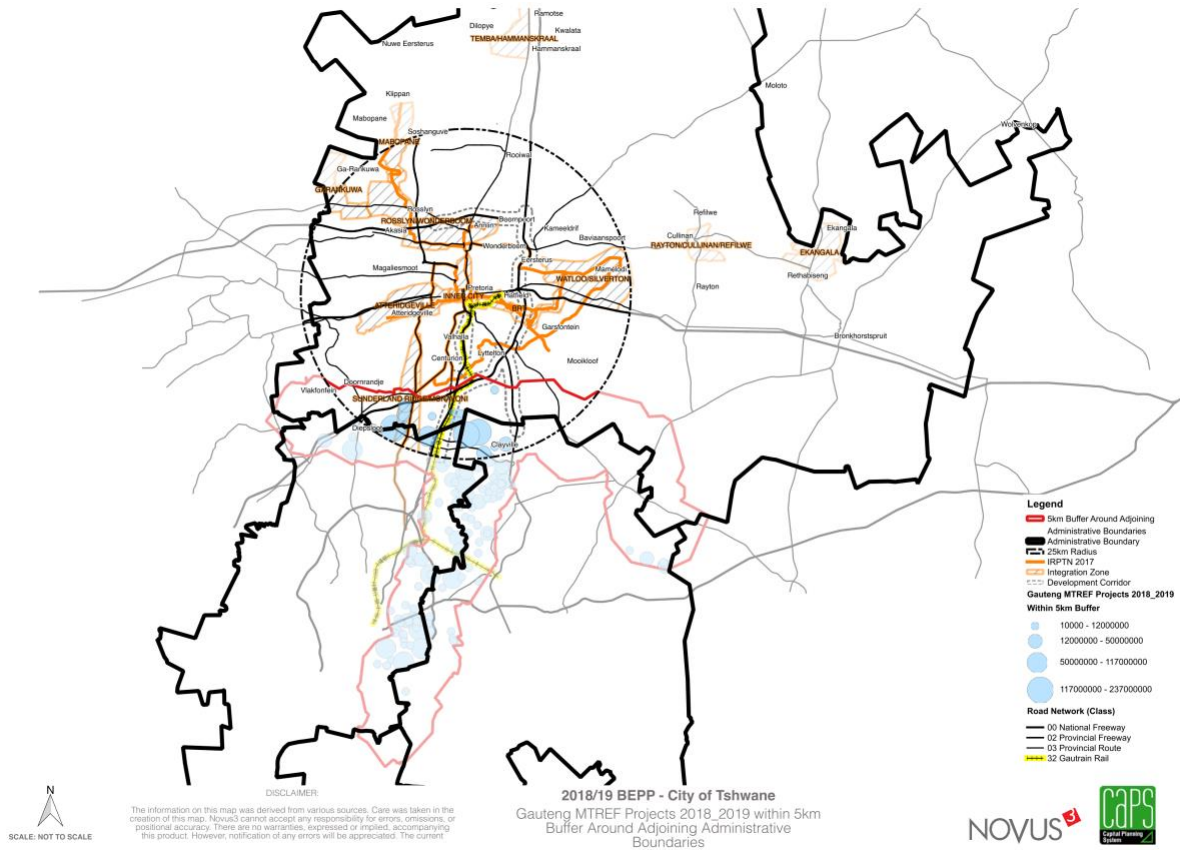 Ramotse
Dilopye
Kwalata
TEMBA/HAMMANSKRAAL
Nuwe Eersterus
Hammanskraal
Moloto
Klippan
Mabopane
Wolvenkop
Soshanguve
MABOPANE
Rooiwal
Ga-Rankuwa
GARANKUWA
Rosslyn
Refilwe
ROSSLYN/WONDERBOOM
Boompoort
Akasia
Kameeldrif
Cullinan
Ekangala
Baviaanspoort
Wonderboom
RAYTON/CULLINAN/REFILWE
EKANGALA
Eersterus
Magaliesmoot
Mamelodi
Rethabiseng
WATLOO/SILVERTON
Rayton
Pretoria
INNER CITY
Hatfield
ATTERIDGEVILLE
Atteridgeville
Garsfontein
Valhalla
Bronkhorstspruit
Lyttelton
Centurion
Mooikloof
Doornrandje
Vlakfontein
Diepsloot
Clayville
Legend
5km Buffer Around Adjoining
Administrative Boundaries
Administrative Boundary
25km Radius
IRPTN 2017
Integration Zone
Development Corridor
Gauteng MTREF Projects 2018_2019
Within 5km Buffer
10000 - 12000000
12000000 - 50000000
50000000 - 117000000
117000000 - 237000000
Road Network (Class)
00 National Freeway
02 Provincial Freeway
03 Provincial Route
32 Gautrain Rail
N
SCALE: NOT TO SCALE
DISCLAIMER:
The information on this map was derived from various sources. Care was taken in the
creation of this map. Novus3 cannot accept any responsibility for errors, omissions, or
positional accuracy. There are no warranties, expressed or implied, accompanying
this product. However, notification of any errors will be appreciated. The current
2018/19 BEPP - City of Tshwane
Gauteng MTREF Projects 2018_2019 within 5km
Buffer Around Adjoining Administrative
Boundaries
NOVUS3
CAPS
Capital Planning
System